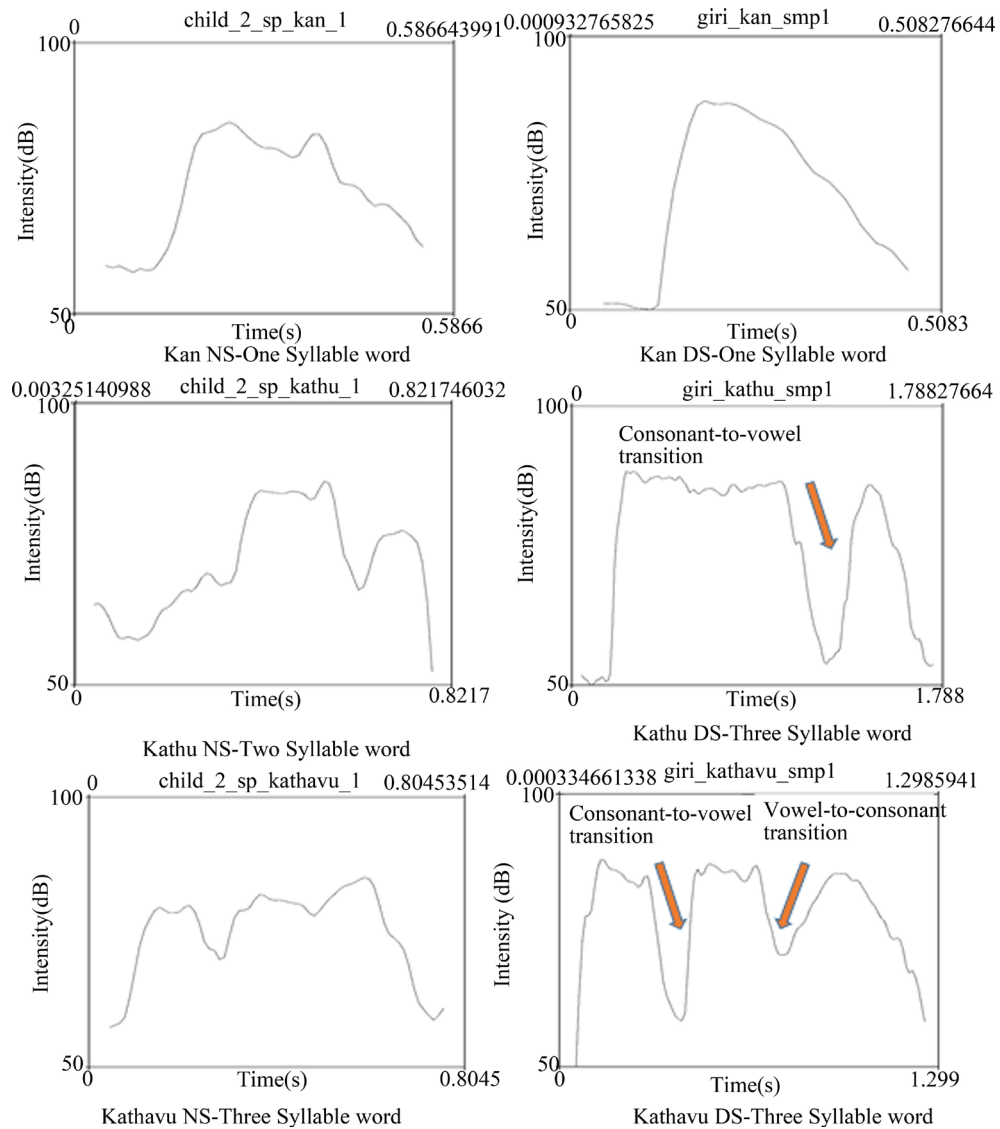 0 child_2_sp_kan_1 0.586643991
100
Intensity(dB)
50
0 Time(s) 0.5866
Kan NS-One Syllable word
0.000932765825 giri_kan_smp1 0.508276644
100
Intensity(dB)
50
0 Time(s) 0.5083
Kan DS-One Syllable word
0.00325140988 child_2_sp_kathu_1 0.821746032
100
Intensity(dB)
50
0 Time(s) 0.8217
Kathu NS-Two Syllable word
0 giri_kathu_smp1 1.78827664
100
Consonant-to-vowel
transition
Intensity(dB)
50
0 Time(s) 1.788
Kathu DS-Three Syllable word
0 child_2_sp_kathavu_1 0.80453514
100
Intensity(dB)
50
0 Time(s) 0.8045
Kathavu NS-Three Syllable word
0.000334661338 giri_kathavu_smp1 1.2985941
100
Consonant-to-vowel
transition
Vowel-to-consonant
transition
Intensity (dB)
50
0 Time(s) 1.299
Kathavu DS-Three Syllable word